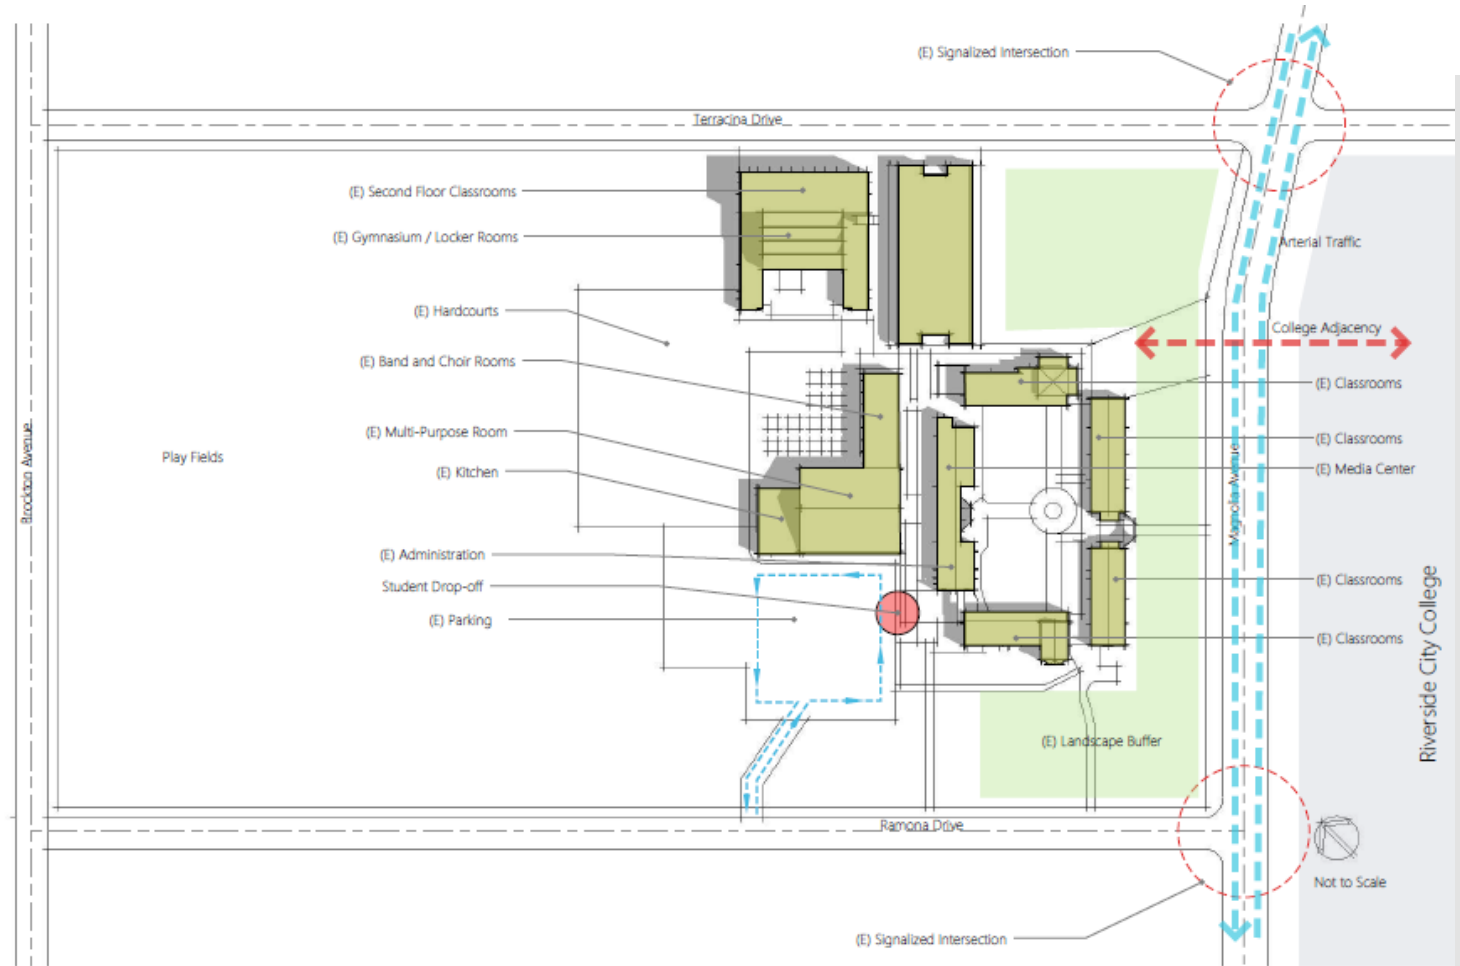 (E) Signalized Intersection
Terracina Drive
(E) Second Floor Classrooms
(E) Gymnasium / Locker Rooms
Arterial Traffic
(E) Hardcourts
College Adjacency
(E) Band and Choir Rooms
(E) Classrooms
(E) Multi-Purpose Room
(E) Classrooms
Play Fields
(E) Kitchen
(E) Media Center
Brockton Avenue
Magnolia Avenue
(E) Administration
Student Drop-off
(E) Classrooms
(E) Parking
(E) Classrooms
Riverside City College
(E) Landscape Buffer
Ramona Drive
Not to Scale
(E) Signalized Intersection